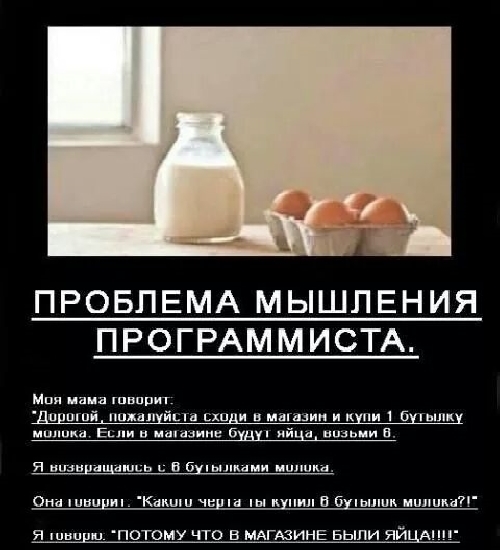 ПРОБЛЕМА МЫШЛЕНИЯ
ПРОГРАММИСТА.
Моя мама говорит:
"Дорогой, пожалуйста сходи в магазин и купи 1 бутылку
молока. Если в магазине будут яйца, возьми 6.
Я возвращаюсь с 6 бутылками молока.
Она говорит: "Какого черта ты купил 6 бутылок молока?!"
Я говорю: "ПОТОМУ ЧТО В МАГАЗИНЕ БЫЛИ ЯЙЦА!!!!"